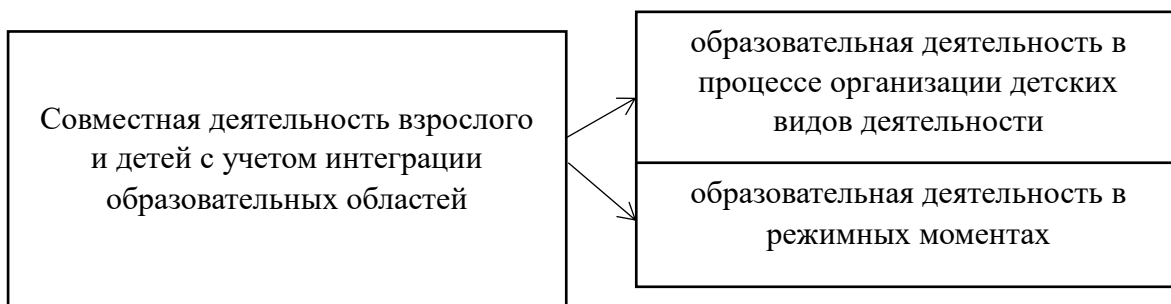 Совместная деятельность взрослого
и детей с учетом интеграции
образовательных областей
образовательная деятельность в
процессе организации детских
видов деятельности
образовательная деятельность в
режимных моментах